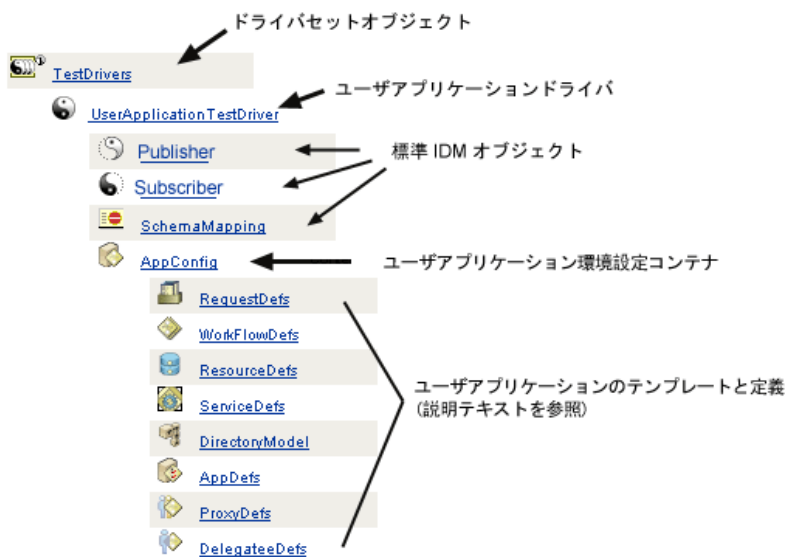 ドライバセットオブジェクト
TestDrivers
ユーザアプリケーションドライバ
UserApplicationTestDriver
Publisher
標準 IDM オブジェクト
Subscriber
SchemaMapping
AppConfig
ユーザアプリケーション環境設定コンテナ
RequestDefs
WorkFlowDefs
ResourceDefs
ユーザアプリケーションのテンプレートと定義
(説明テキストを参照)
ServiceDefs
DirectoryModel
AppDefs
ProxyDefs
DelegateeDefs